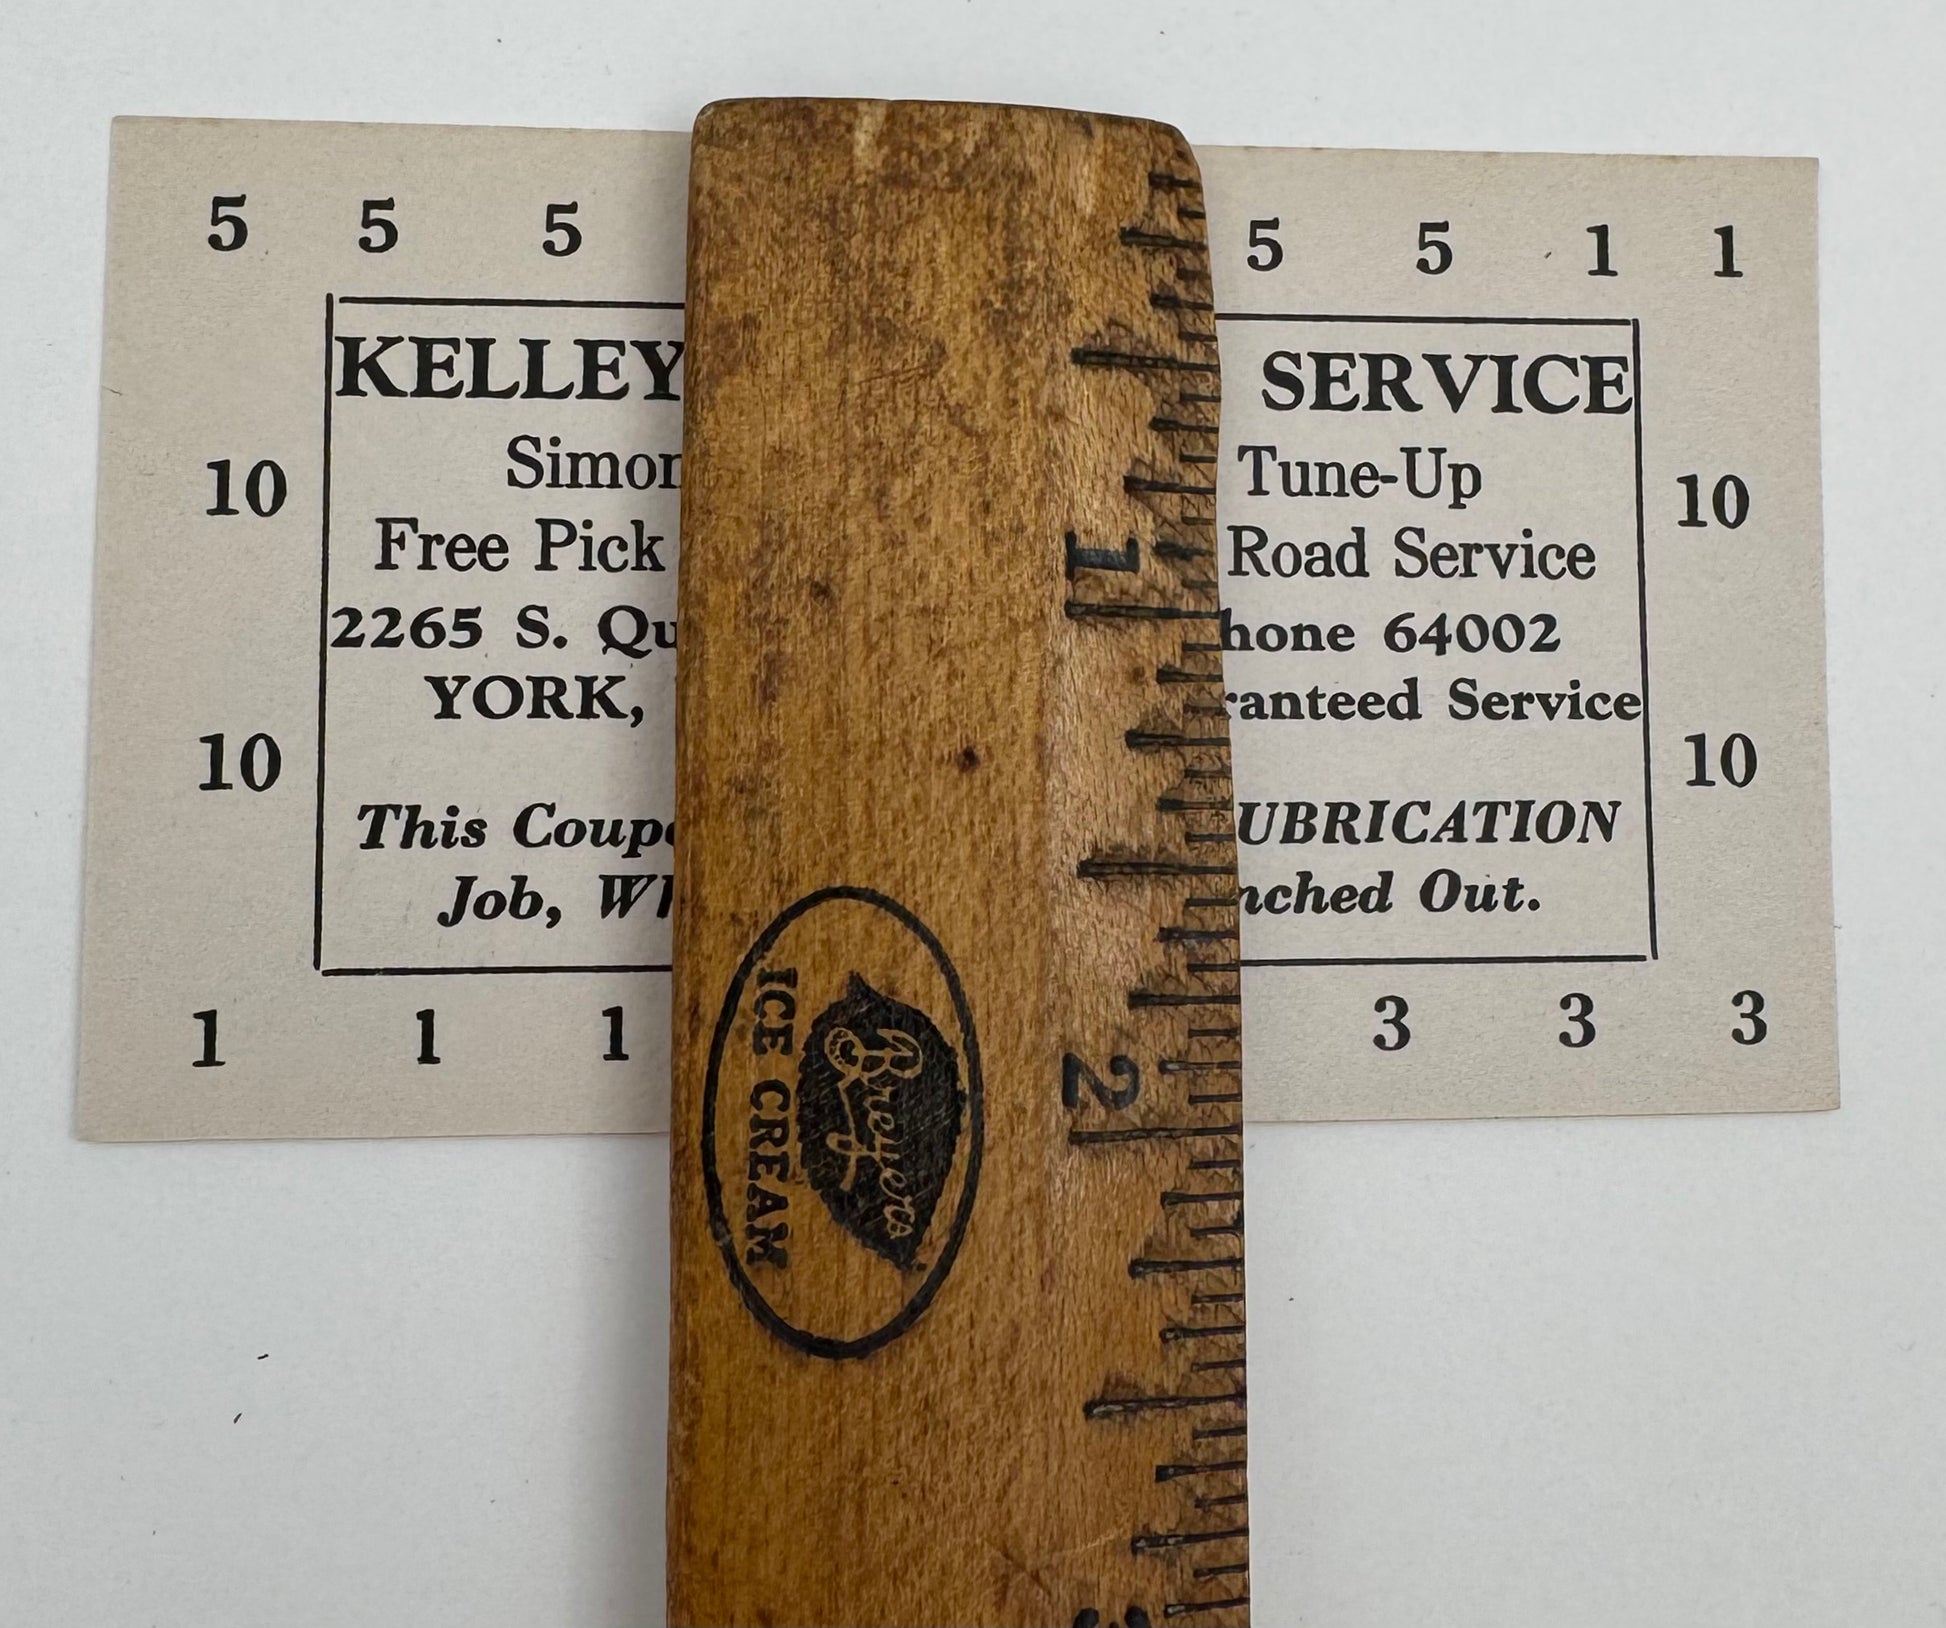 5 5 5 5 5 1 1
KELLEY SERVICE
Simon Tune-Up
10 10
Free Pick Road Service
2265 S. Qu hone 64002
YORK, ranteed Service
10 10
This Coupo UBRICATION
Job, Wh nched Out.
1 1 1 3 3 3
1
2
3
Breyers
ICE CREAM